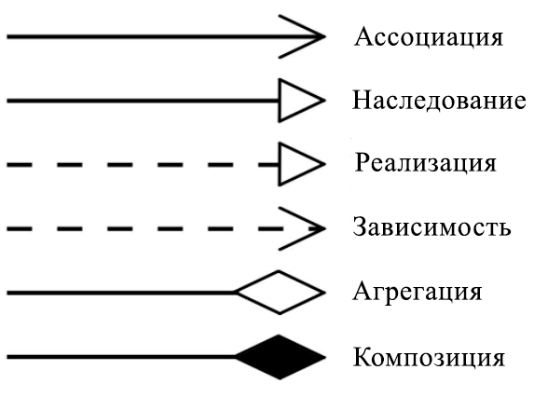 Ассоциация
Наследование
Реализация
Зависимость
Агрегация
Композиция